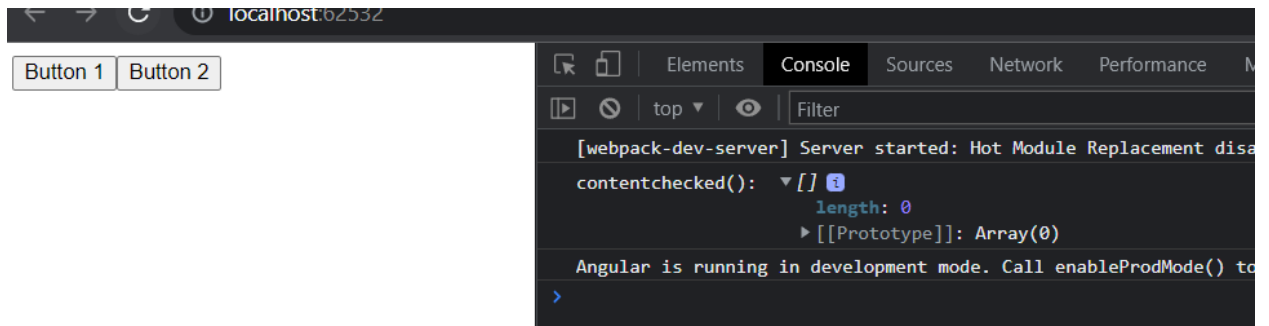 localhost:62532
Button 1 Button 2
Elements Console Sources Network Performance
top Filter
[webpack-dev-server] Server started: Hot Module Replacement disa
contentchecked(): ▼[] i
length: 0
▶[[Prototype]]: Array(0)
Angular is running in development mode. Call enableProdMode() to
>